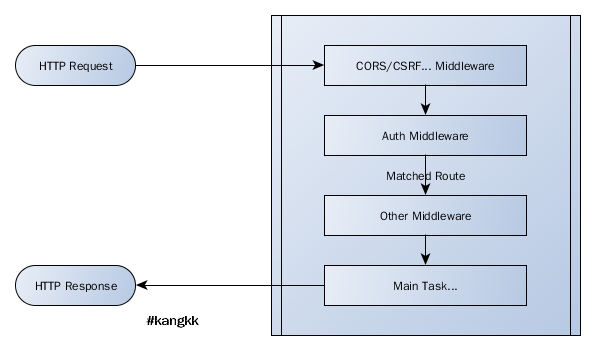 HTTP Request
CORS/CSRF... Middleware
Auth Middleware
Matched Route
Other Middleware
Main Task...
HTTP Response
#kangkk